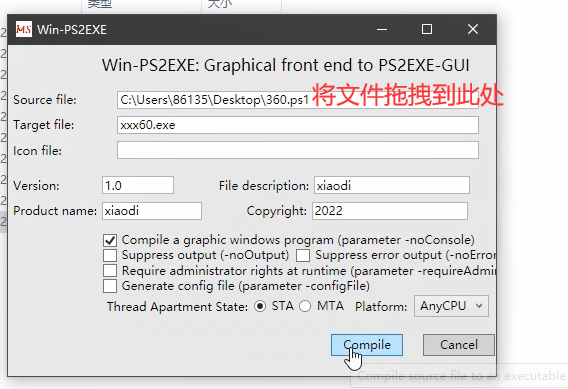 类型
大小
MS Win-PS2EXE
Win-PS2EXE: Graphical front end to PS2EXE-GUI
Source file: C:\Users\86135\Desktop\360.ps1 将文件拖拽到此处
Target file: xxx60.exe
Icon file:
Version: 1.0 File description: xiaodi
Product name: xiaodi Copyright: 2022
Compile a graphic windows program (parameter -noConsole)
Suppress output (-noOutput) Suppress error output (-noError
Require administrator rights at runtime (parameter -requireAdmi
Generate config file (parameter -configFile)
Thread Apartment State: STA MTA Platform: AnyCPU
Compile Cancel
Compile source file to an executable